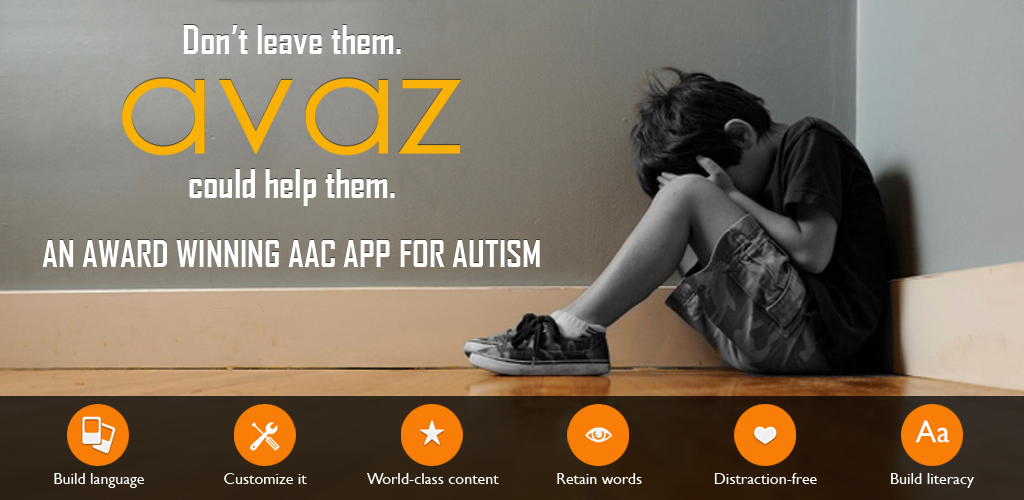 Don't leave them.
avaz
could help them.
AN AWARD WINNING AAC APP FOR AUTISM
Aa
Build language
Customize it
World-class content
Retain words
Distraction-free
Build literacy